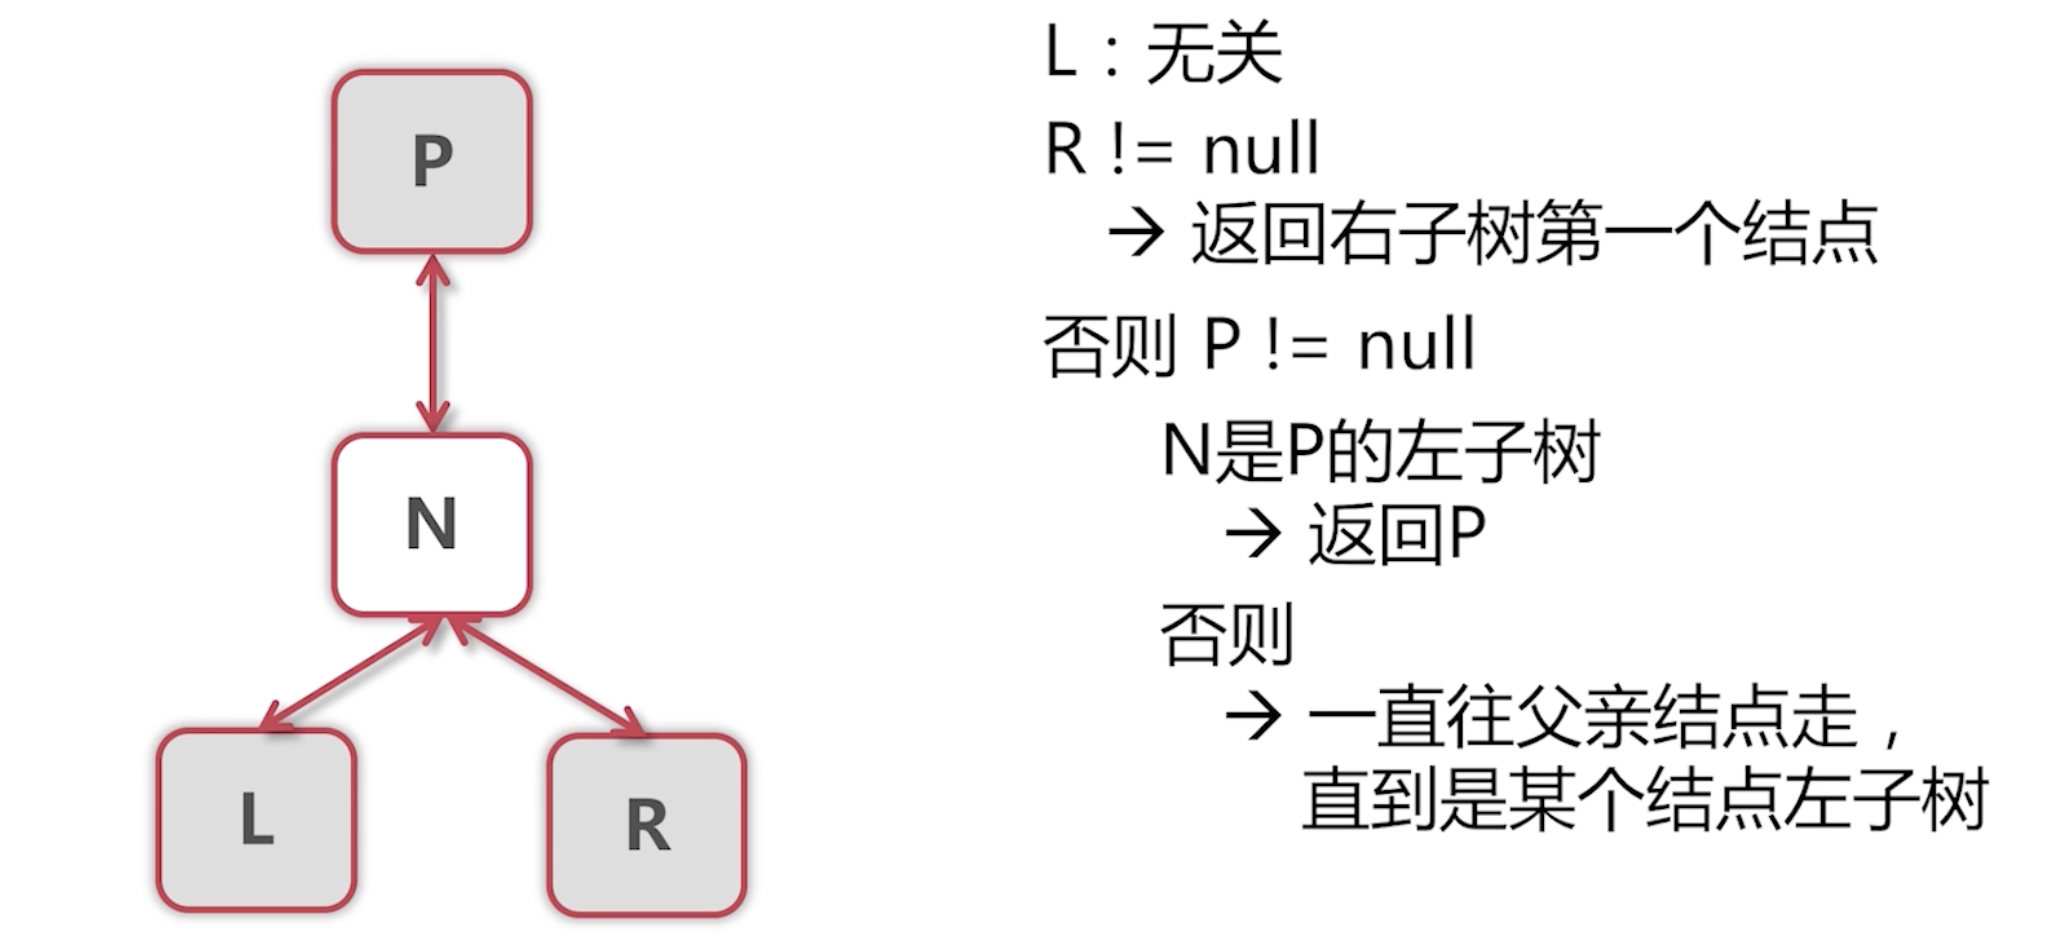 P
N
L
R
L：无关
R != null
→ 返回右子树第一个结点
否则 P != null
N是P的左子树
→ 返回P
否则
→ 一直往父亲结点走，
直到是某个结点左子树